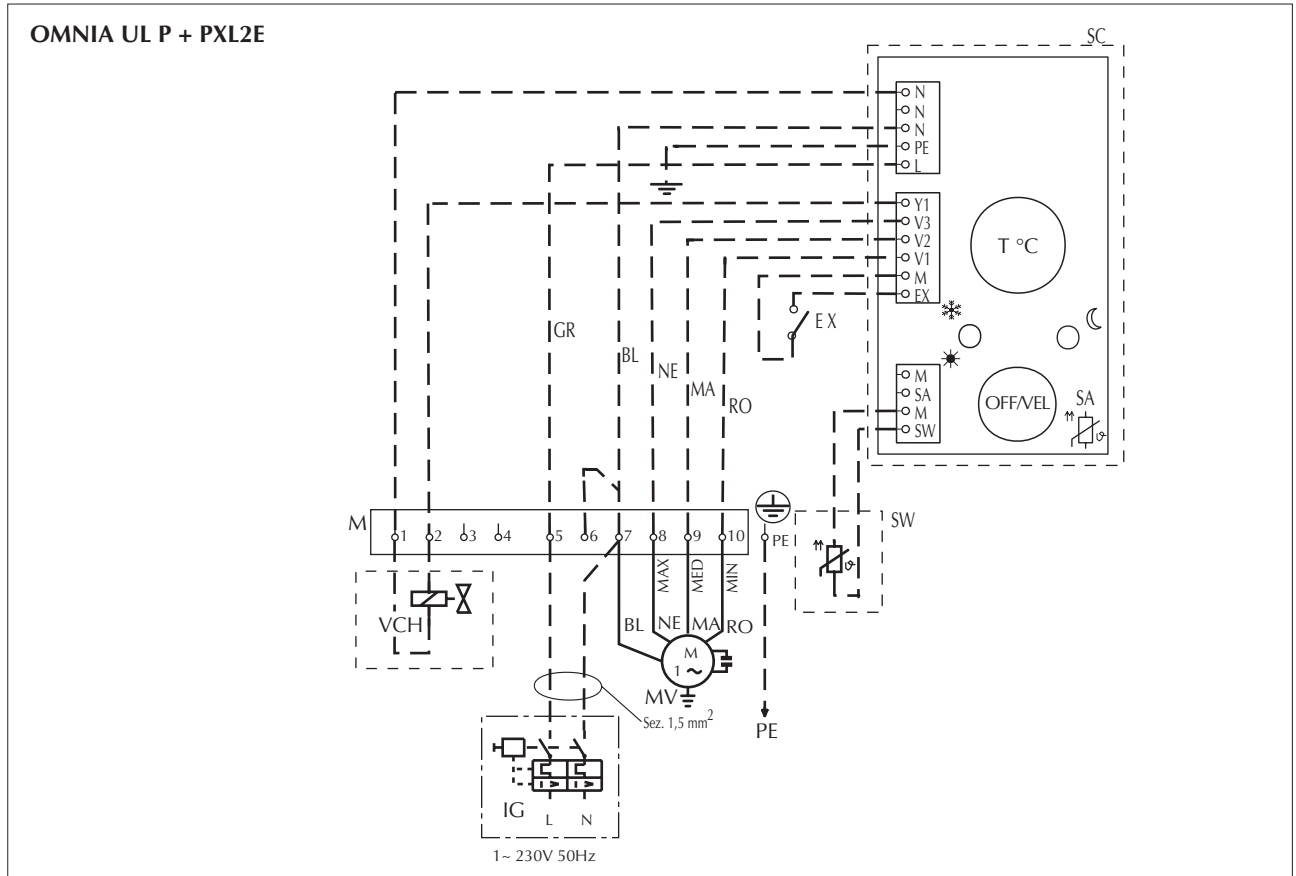 OMNIA UL P + PXL2E
SC
N
N
N
PE
L
Y1
V3
V2
V1
M
EX
T °C
E X
GR
BL
NE
MA
RO
M
SA
M
SW
OFF/VEL
SA
M
1
2
3
4
5
6
7
8
9
10
PE
SW
MAX
MED
MIN
VCH
BL
NE
MA
RO
M
1 ~
MV
Sez. 1,5 mm²
PE
IG
L
N
1~ 230V 50Hz